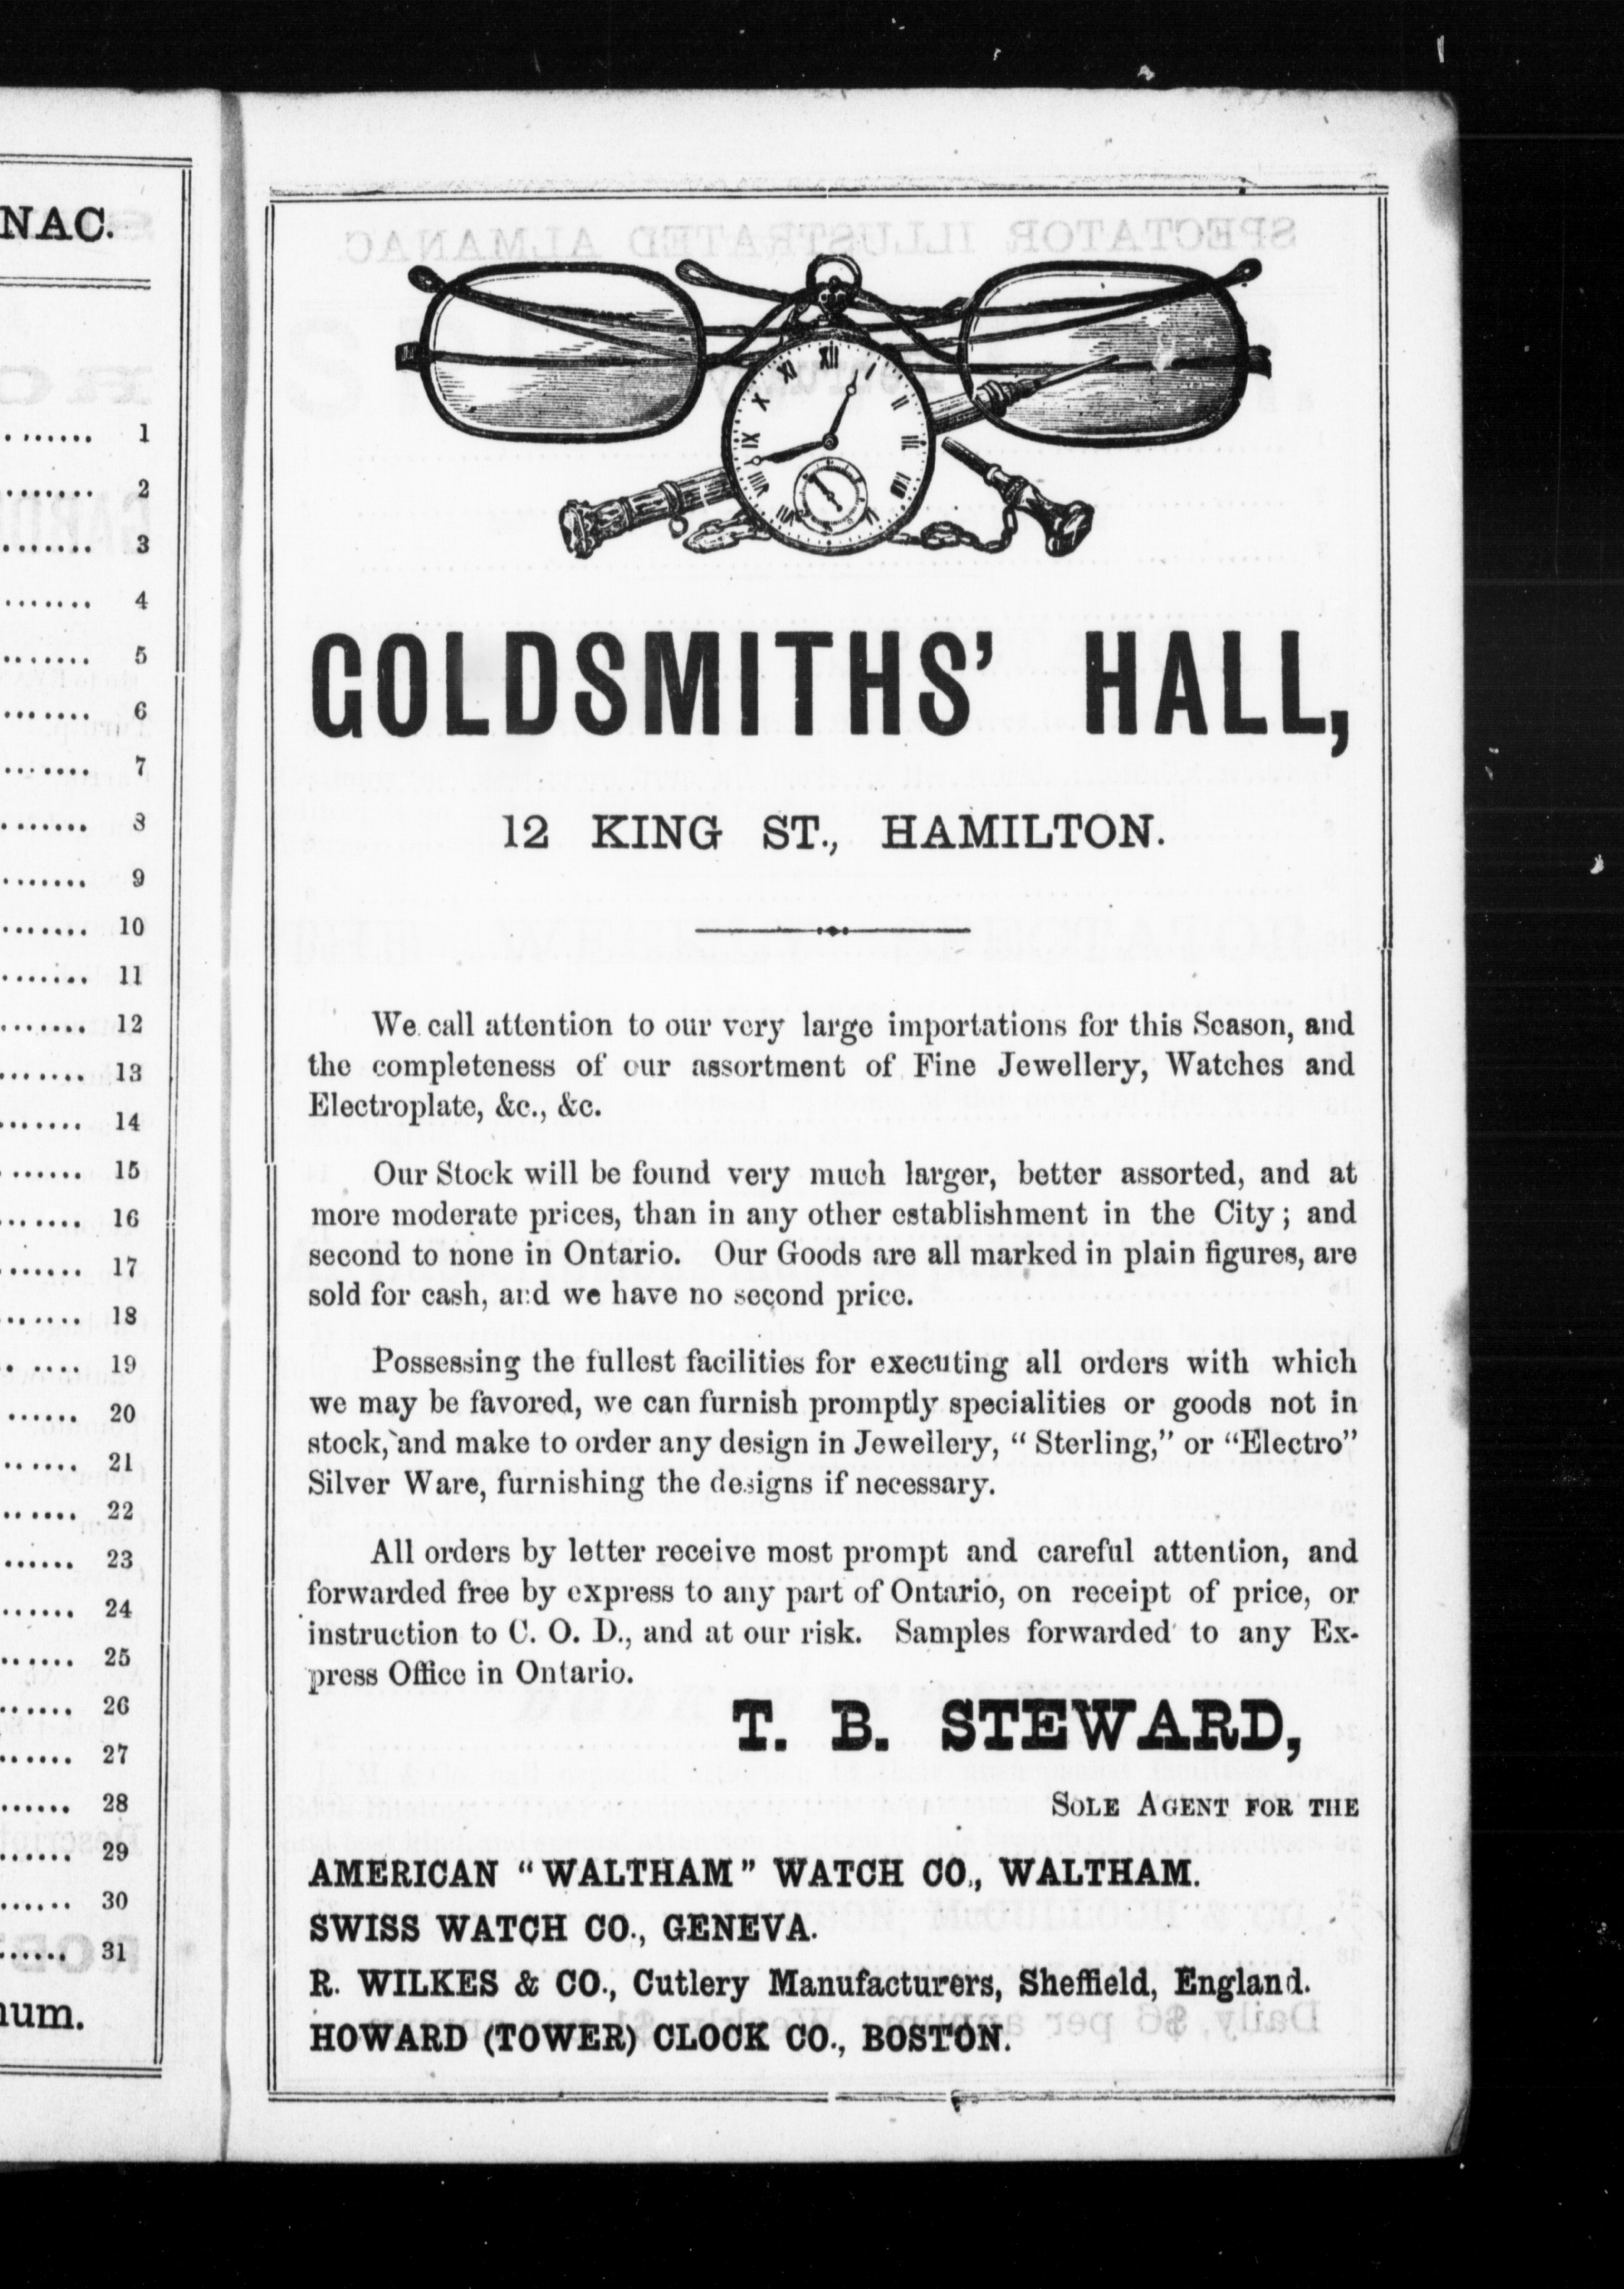 NAC.
1
2
3
4
5
6
7
8
9
10
11
12
13
14
15
16
17
18
19
20
21
22
23
24
25
26
27
28
29
30
31
num.
XII
I
II
III
IX
X
XI
GOLDSMITHS' HALL,
12 KING ST., HAMILTON.
We call attention to our very large importations for this Season, and
the completeness of our assortment of Fine Jewellery, Watches and
Electroplate, &c., &c.
Our Stock will be found very much larger, better assorted, and at
more moderate prices, than in any other establishment in the City; and
second to none in Ontario. Our Goods are all marked in plain figures, are
sold for cash, and we have no second price.
Possessing the fullest facilities for executing all orders with which
we may be favored, we can furnish promptly specialities or goods not in
stock, and make to order any design in Jewellery, " Sterling," or "Electro"
Silver Ware, furnishing the designs if necessary.
All orders by letter receive most prompt and careful attention, and
forwarded free by express to any part of Ontario, on receipt of price, or
instruction to C. O. D., and at our risk. Samples forwarded to any Ex-
press Office in Ontario.
T. B. STEWARD,
SOLE AGENT FOR THE
AMERICAN "WALTHAM" WATCH CO., WALTHAM.
SWISS WATCH CO., GENEVA.
R. WILKES & CO., Cutlery Manufacturers, Sheffield, England.
HOWARD (TOWER) CLOCK CO., BOSTON.